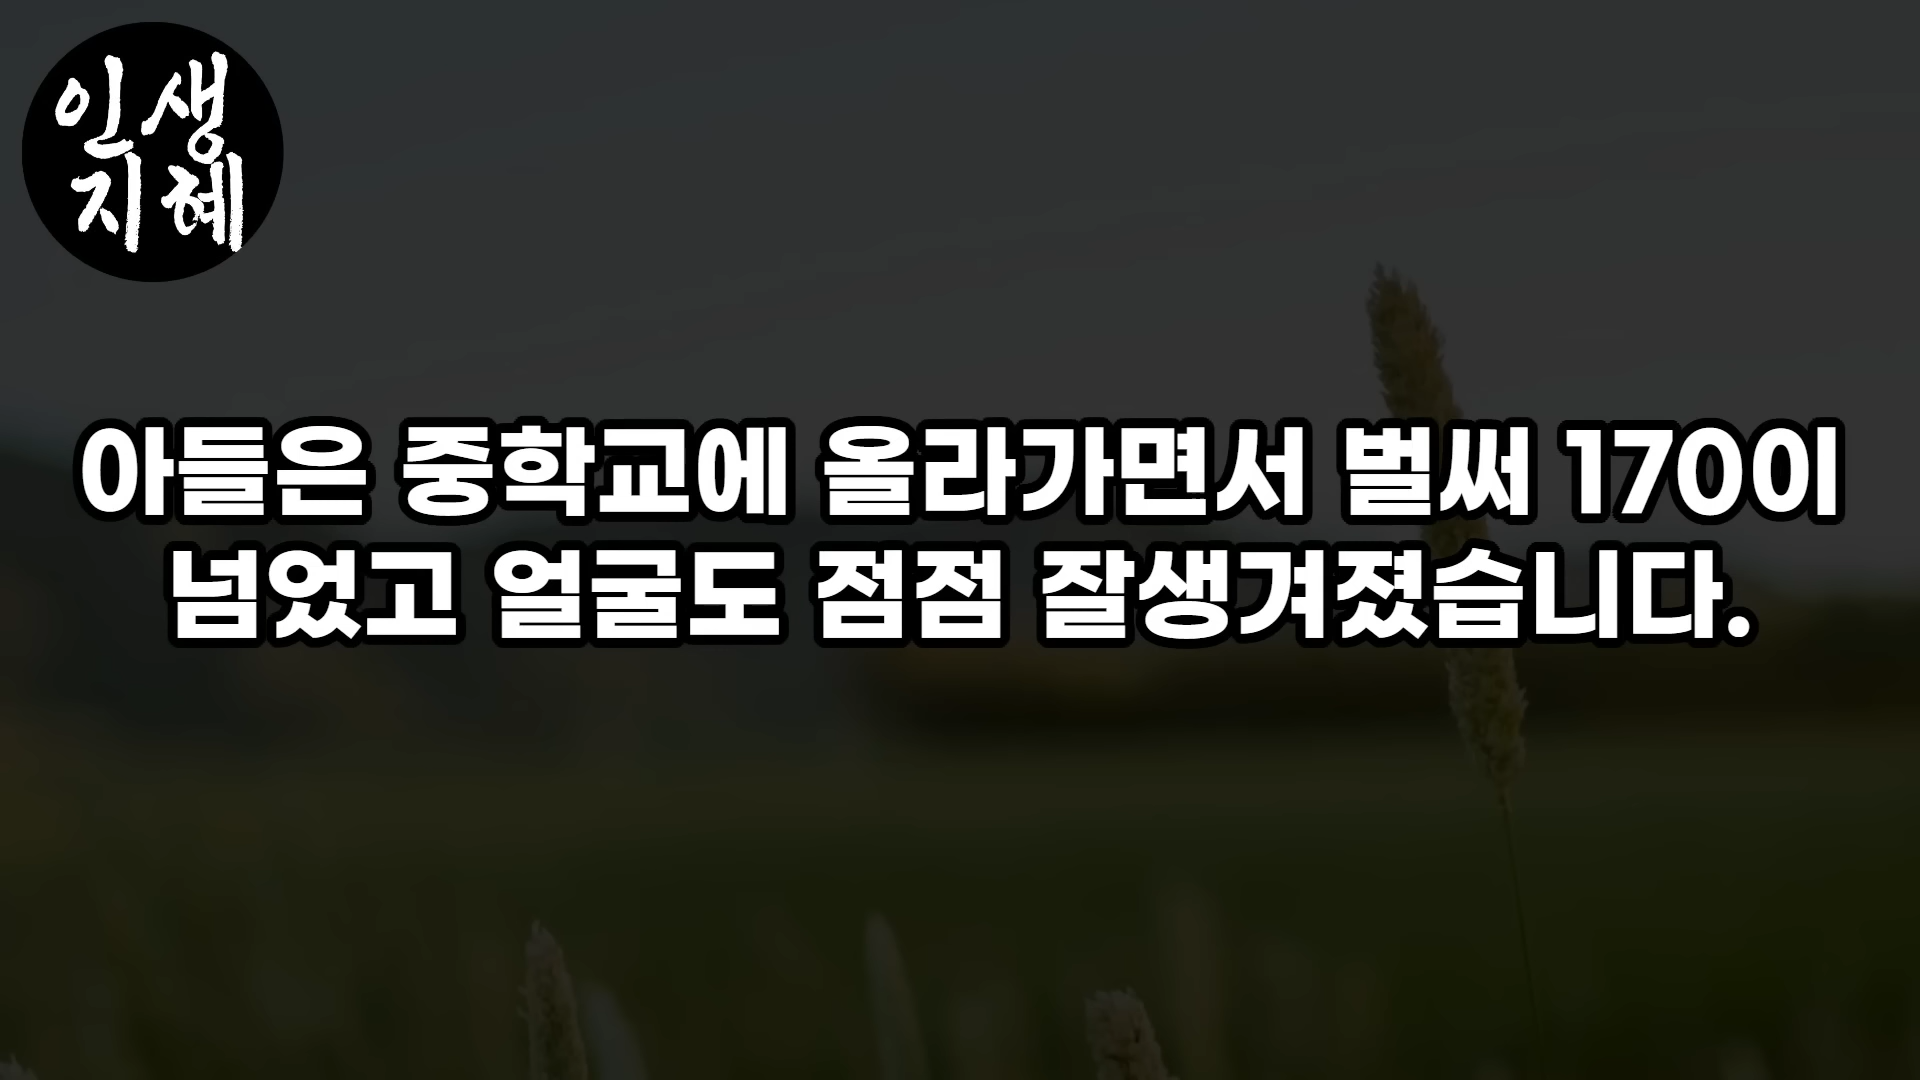 인생
지혜
아들은 중학교에 올라가면서 벌써 170이
넘었고 얼굴도 점점 잘생겨졌습니다.